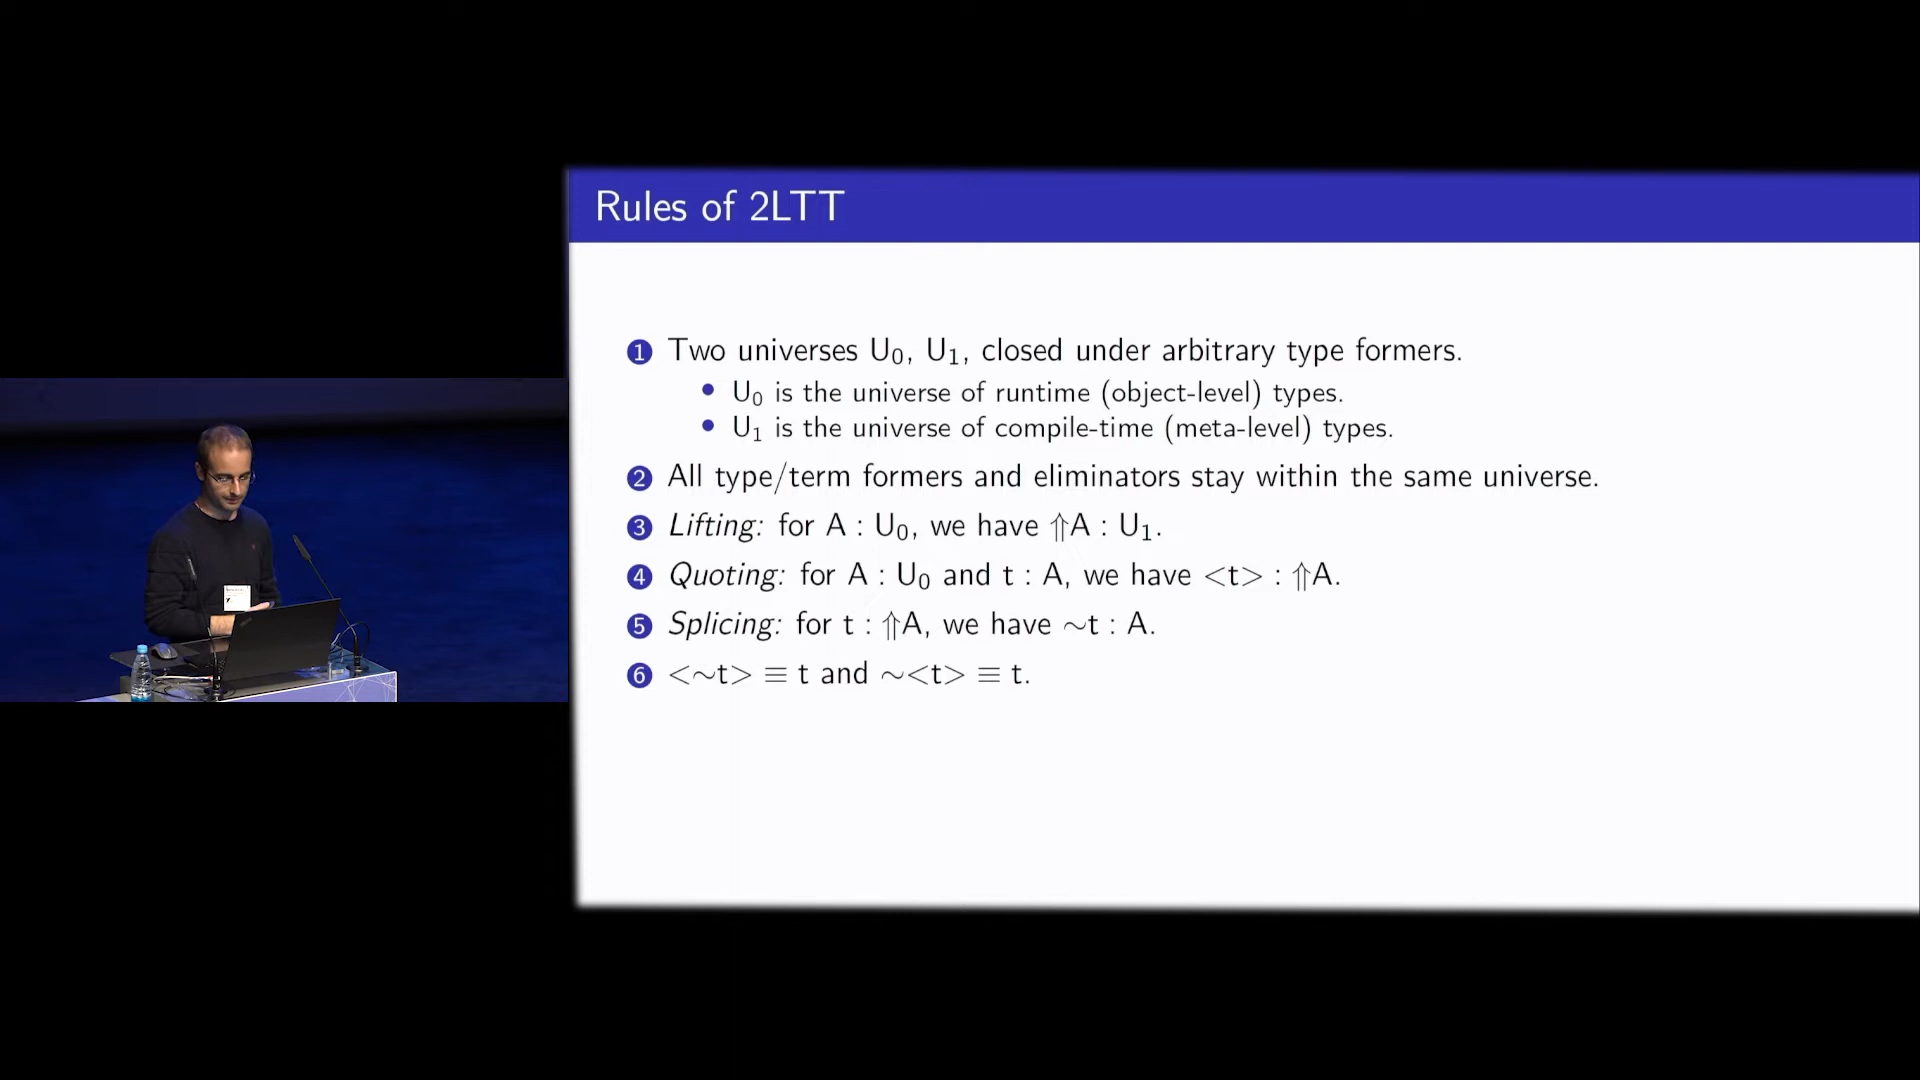 Rules of 2LTT
1 Two universes U₀, U₁, closed under arbitrary type formers.
• U₀ is the universe of runtime (object-level) types.
• U₁ is the universe of compile-time (meta-level) types.
2 All type/term formers and eliminators stay within the same universe.
3 Lifting: for A : U₀, we have ⇑A : U₁.
4 Quoting: for A : U₀ and t : A, we have <t> : ⇑A.
5 Splicing: for t : ⇑A, we have ~t : A.
6 <~t> ≡ t and ~<t> ≡ t.